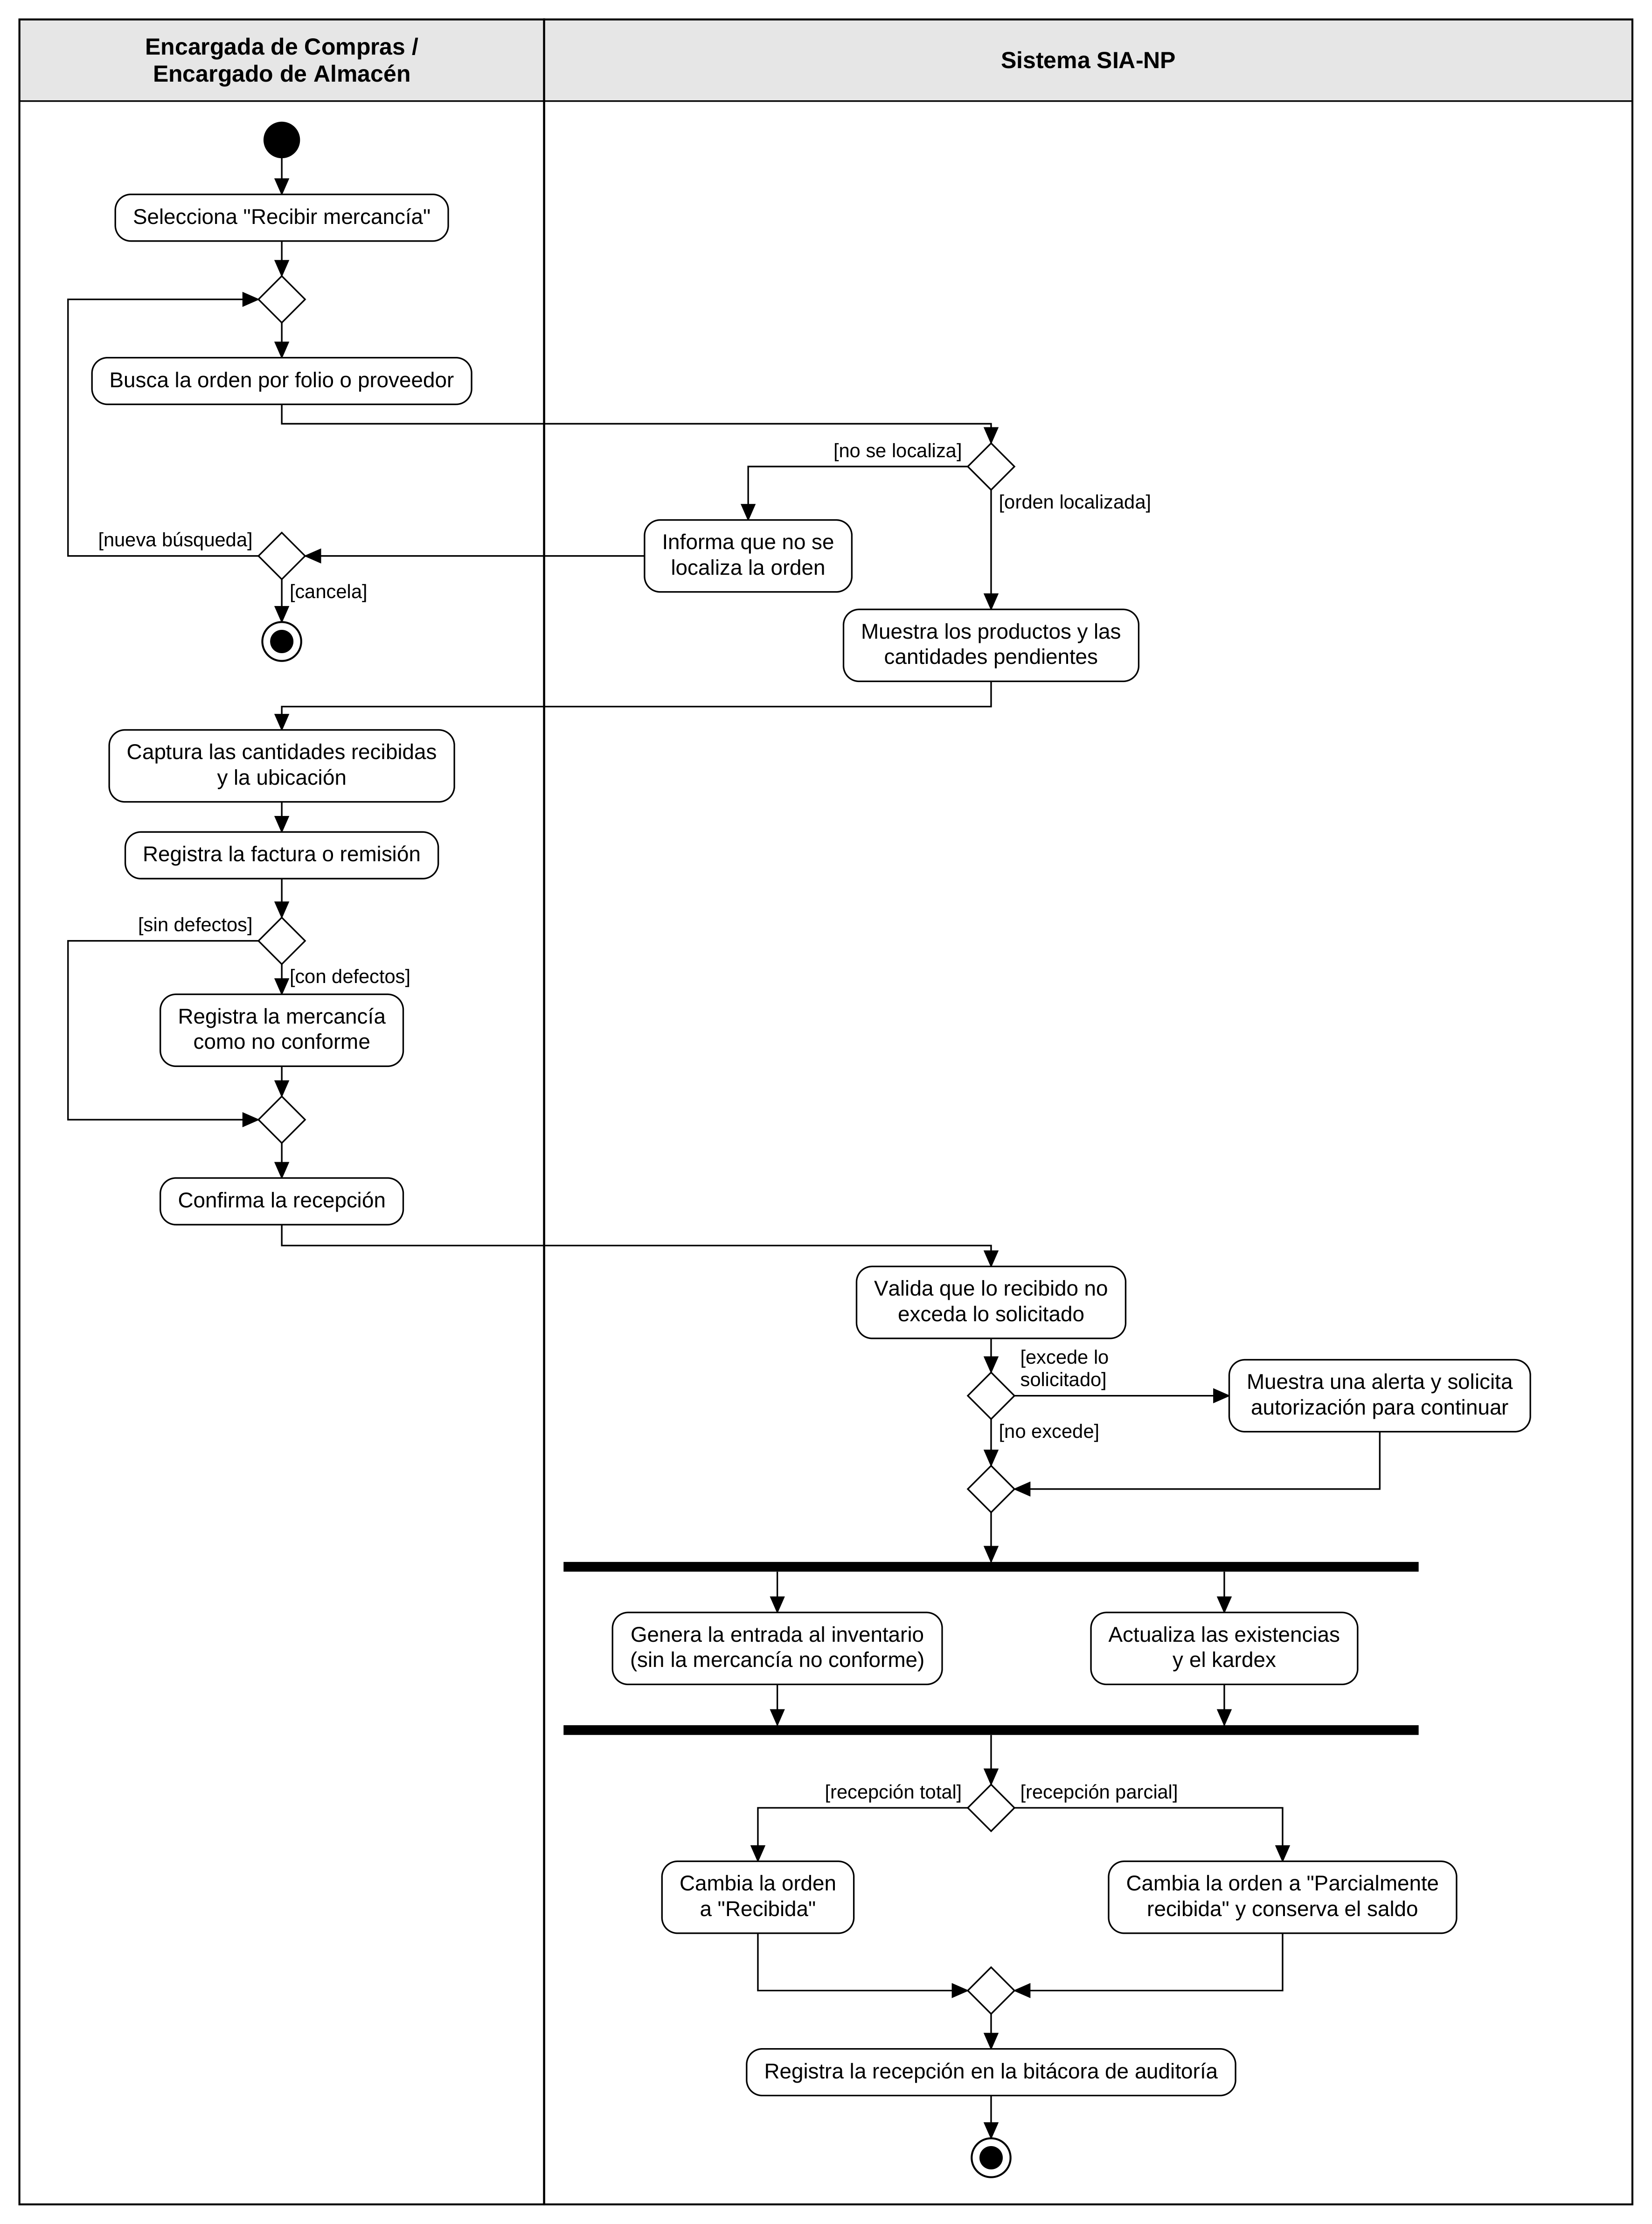 Encargada de Compras /
Encargado de Almacén
Sistema SIA-NP
Selecciona "Recibir mercancía"
Busca la orden por folio o proveedor
[no se localiza]
[orden localizada]
Informa que no se
localiza la orden
[nueva búsqueda]
[cancela]
Muestra los productos y las
cantidades pendientes
Captura las cantidades recibidas
y la ubicación
Registra la factura o remisión
[sin defectos]
[con defectos]
Registra la mercancía
como no conforme
Confirma la recepción
Valida que lo recibido no
exceda lo solicitado
[excede lo
solicitado]
Muestra una alerta y solicita
autorización para continuar
[no excede]
Genera la entrada al inventario
(sin la mercancía no conforme)
Actualiza las existencias
y el kardex
[recepción total]
[recepción parcial]
Cambia la orden
a "Recibida"
Cambia la orden a "Parcialmente
recibida" y conserva el saldo
Registra la recepción en la bitácora de auditoría